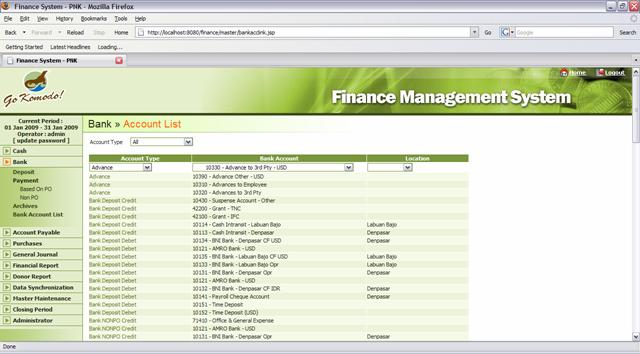 Finance System - PNK - Mozilla Firefox
File Edit View History Bookmarks Tools Help
Back Forward Reload Home http://localhost:8080/finance/master/bankacclink.jsp Go Google Search
Getting Started Latest Headlines Loading...
Finance System - PNK
Go Komodo!
Home Logout
Finance Management System
Current Period :
01 Jan 2009 - 31 Jan 2009
Operator : admin
[ update password ]
Cash
Bank
Deposit
Payment
Based On PO
Non PO
Archives
Bank Account List
Account Payable
Purchases
General Journal
Financial Report
Donor Report
Data Synchronization
Master Maintenance
Closing Period
Administrator
Bank » Account List
Account Type All
Account Type Bank Account Location
Advance 10330 - Advance to 3rd Pty - USD
Advance 10390 - Advance Other - USD
Advance 10310 - Advances to Employee
Advance 10320 - Advances to 3rd Pty
Bank Deposit Credit 10430 - Suspense Account - Other
Bank Deposit Credit 42200 - Grant - TNC
Bank Deposit Credit 42100 - Grant - IFC
Bank Deposit Credit 10114 - Cash Intransit - Labuan Bajo Labuan Bajo
Bank Deposit Credit 10113 - Cash Intransit - Denpasar Denpasar
Bank Deposit Debet 10134 - BNI Bank - Denpasar CF USD Denpasar
Bank Deposit Debet 10121 - AMRO Bank - USD
Bank Deposit Debet 10135 - BNI Bank - Labuan Bajo CF USD Labuan Bajo
Bank Deposit Debet 10133 - BNI Bank - Labuan Bajo Opr Labuan Bajo
Bank Deposit Debet 10131 - BNI Bank - Denpasar Opr Denpasar
Bank Deposit Debet 10121 - AMRO Bank - USD
Bank Deposit Debet 10132 - BNI Bank - Denpasar CF IDR Denpasar
Bank Deposit Debet 10141 - Payroll Cheque Account Denpasar
Bank Deposit Debet 10151 - Time Deposit
Bank Deposit Debet 10152 - Time Deposit (USD)
Bank NONPO Credit 71410 - Office & General Expense
Bank NONPO Credit 10121 - AMRO Bank - USD
Bank NONPO Credit 10131 - BNI Bank - Denpasar Opr Denpasar
Done